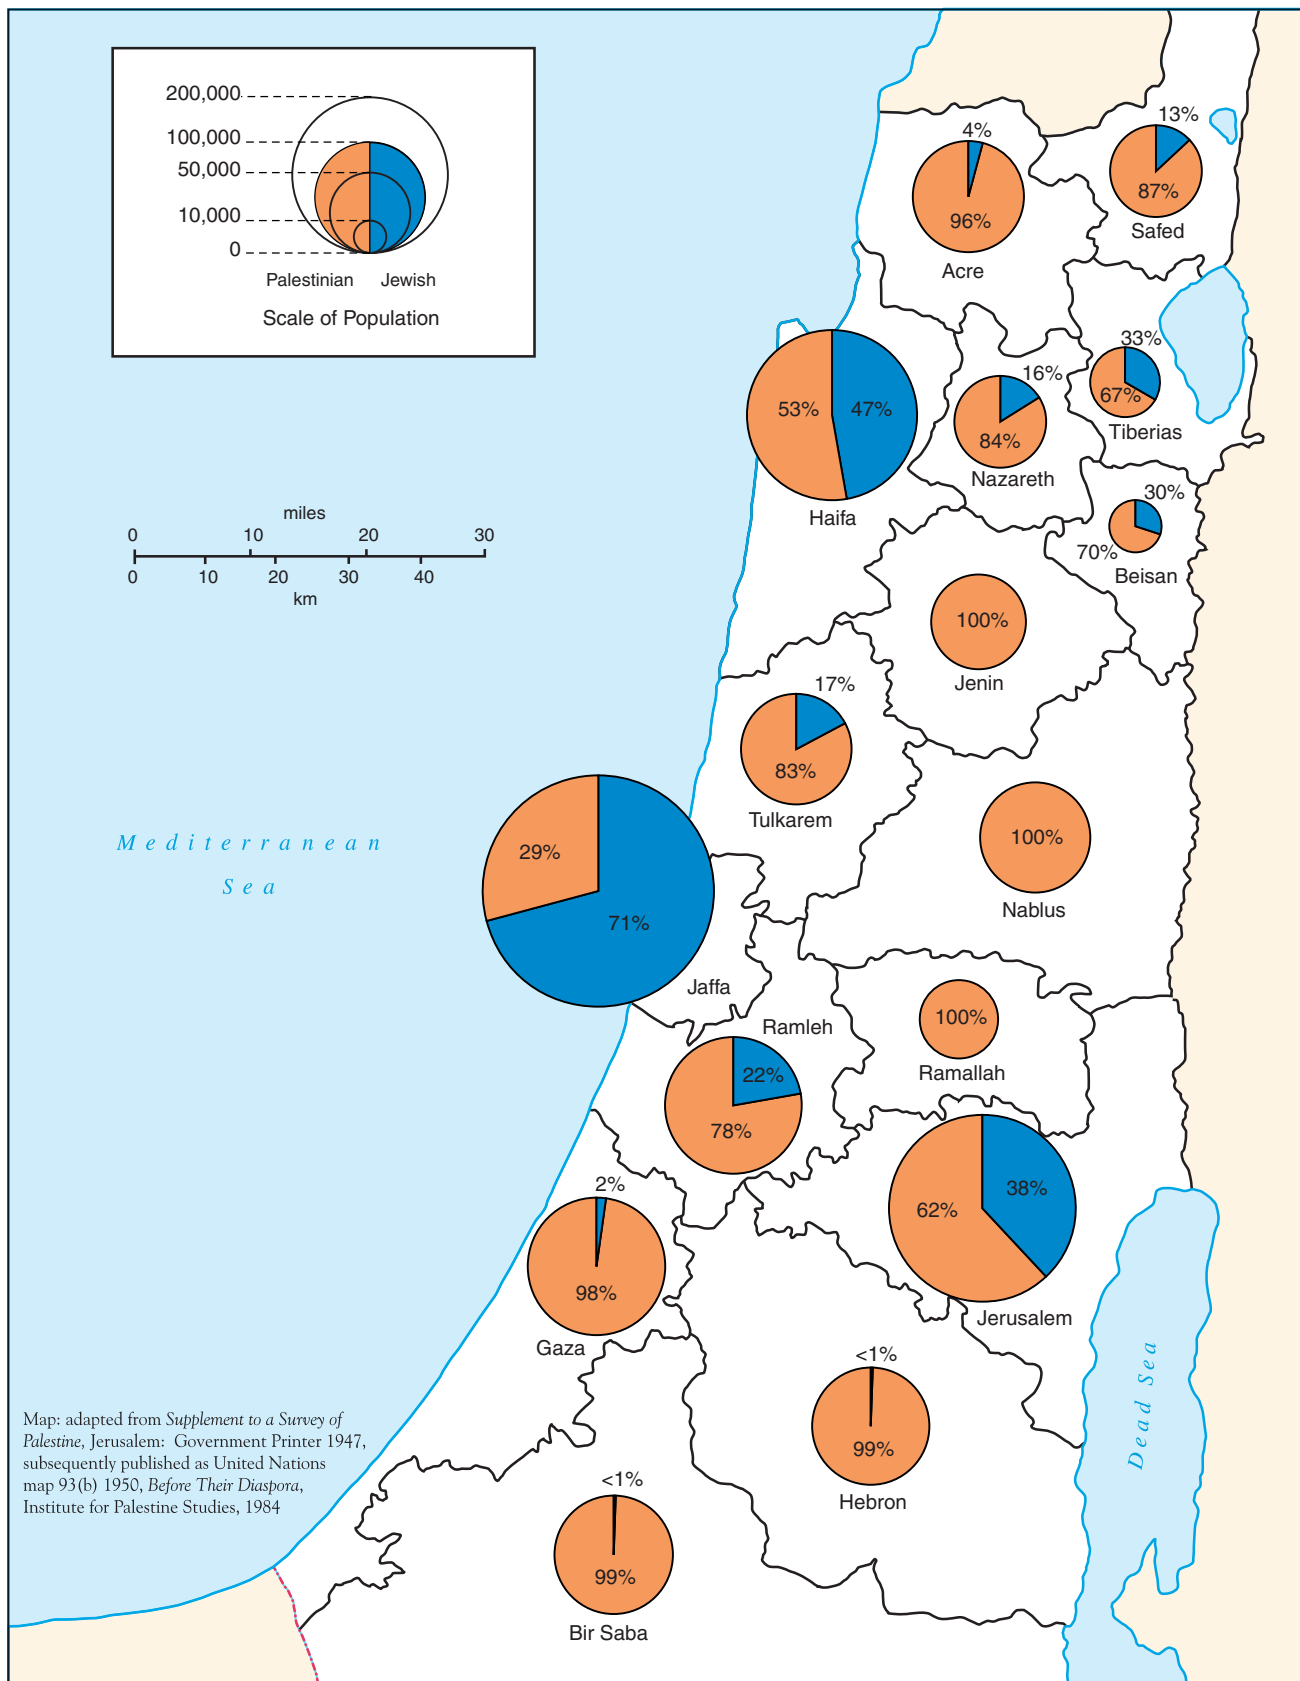 200,000
100,000
50,000
10,000
0
Palestinian Jewish
Scale of Population
4%
96%
Acre
13%
87%
Safed
33%
67%
Tiberias
16%
84%
Nazareth
53% 47%
Haifa
30%
70%
Beisan
miles
0 10 20 30
0 10 20 30 40
km
100%
Jenin
17%
83%
Tulkarem
100%
Nablus
Mediterranean
Sea
29%
71%
Jaffa
Ramleh
22%
78%
100%
Ramallah
38%
62%
Jerusalem
2%
98%
Gaza
<1%
99%
Hebron
<1%
99%
Bir Saba
Dead Sea
Map: adapted from Supplement to a Survey of
Palestine, Jerusalem: Government Printer 1947,
subsequently published as United Nations
map 93(b) 1950, Before Their Diaspora,
Institute for Palestine Studies, 1984